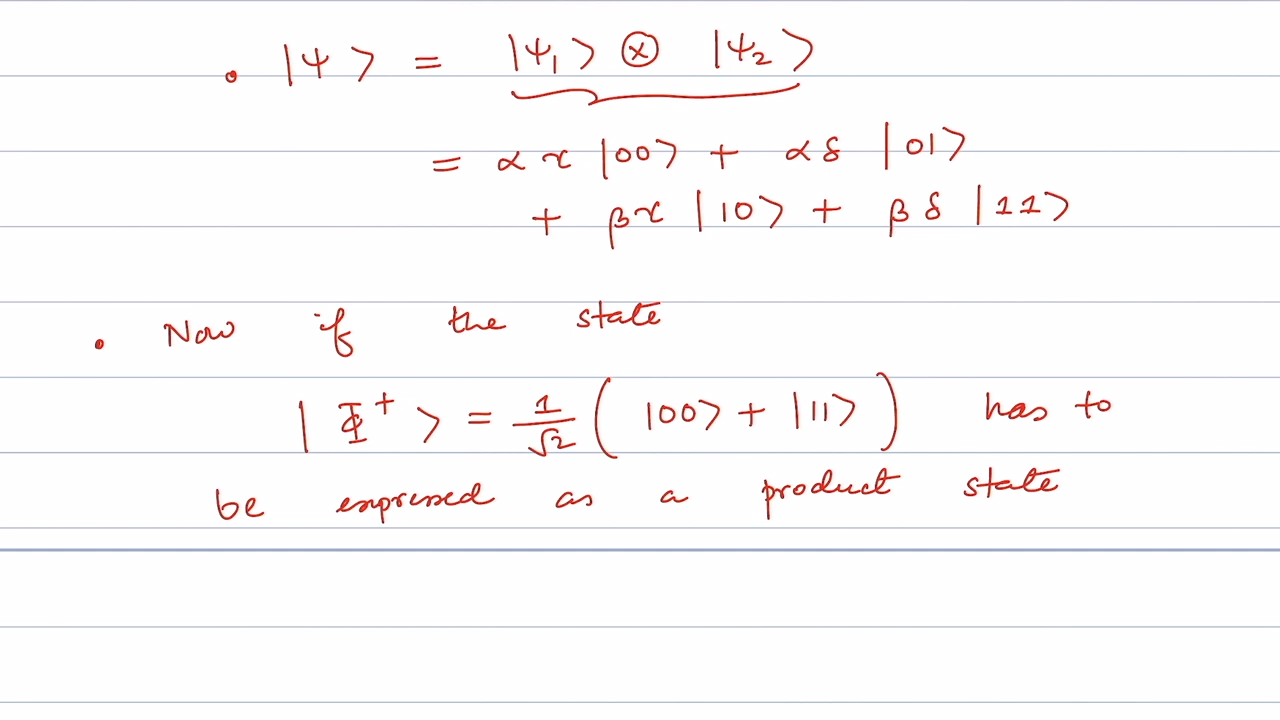 • |ψ⟩ = |ψ₁⟩ ⊗ |ψ₂⟩
= αγ |00⟩ + αδ |01⟩
+ βγ |10⟩ + βδ |11⟩
• Now if the state
|Φ⁺⟩ = 1/√2 ( |00⟩ + |11⟩ ) has to
be expressed as a product state